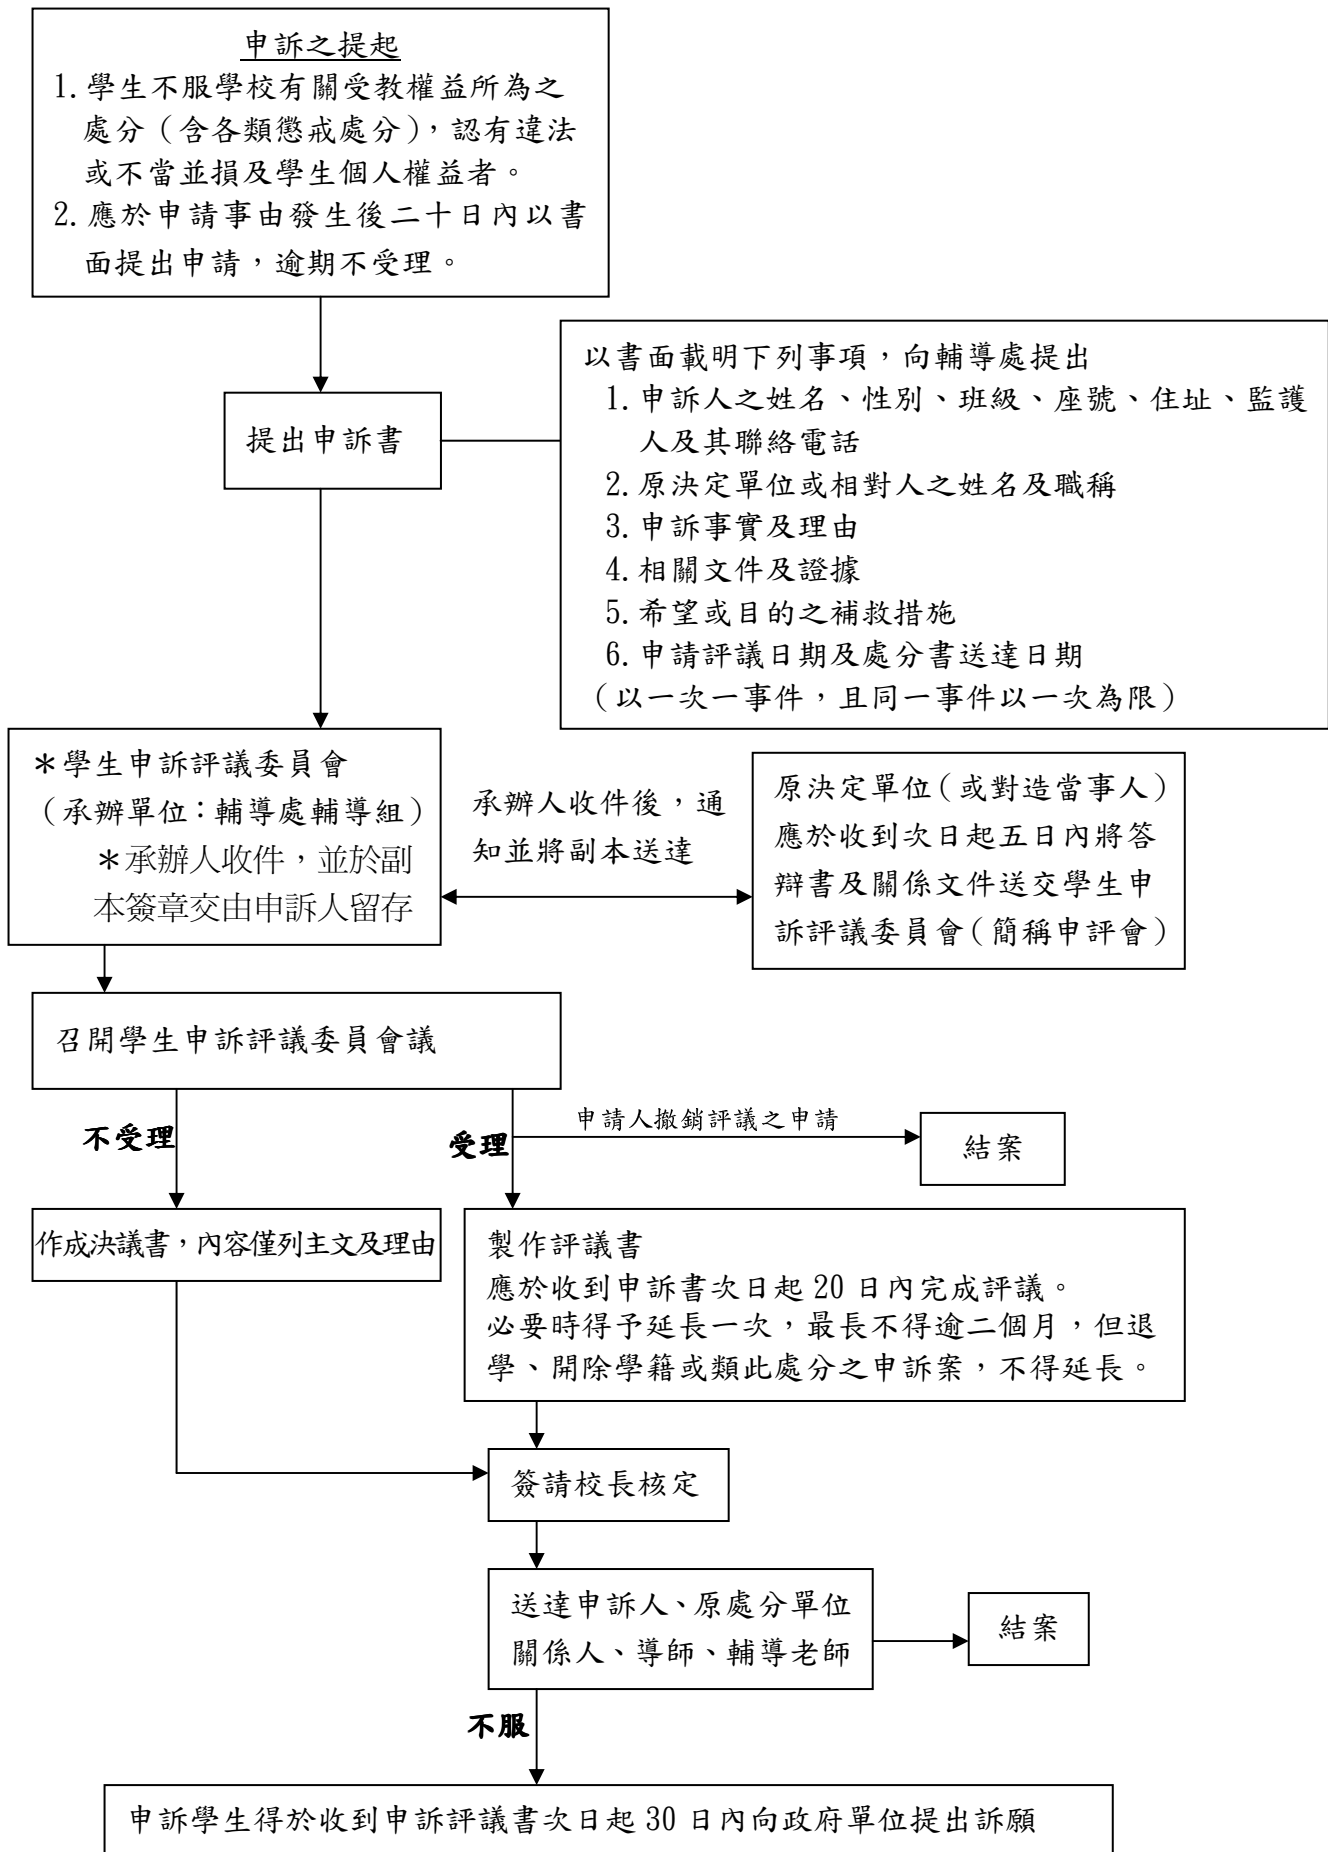 申訴之提起
1.學生不服學校有關受教權益所為之
處分（含各類懲戒處分），認有違法
或不當並損及學生個人權益者。
2.應於申請事由發生後二十日內以書
面提出申請，逾期不受理。
以書面載明下列事項，向輔導處提出
1.申訴人之姓名、性別、班級、座號、住址、監護
人及其聯絡電話
2.原決定單位或相對人之姓名及職稱
3.申訴事實及理由
4.相關文件及證據
5.希望或目的之補救措施
6.申請評議日期及處分書送達日期
（以一次一事件，且同一事件以一次為限）
提出申訴書
＊學生申訴評議委員會
（承辦單位：輔導處輔導組）
＊承辦人收件，並於副
本簽章交由申訴人留存
承辦人收件後，通
知並將副本送達
原決定單位（或對造當事人）
應於收到次日起五日內將答
辯書及關係文件送交學生申
訴評議委員會（簡稱申評會）
召開學生申訴評議委員會議
不受理
受理
申請人撤銷評議之申請
結案
作成決議書，內容僅列主文及理由
製作評議書
應於收到申訴書次日起 20 日內完成評議。
必要時得予延長一次，最長不得逾二個月，但退
學、開除學籍或類此處分之申訴案，不得延長。
簽請校長核定
送達申訴人、原處分單位
關係人、導師、輔導老師
結案
不服
申訴學生得於收到申訴評議書次日起 30 日內向政府單位提出訴願